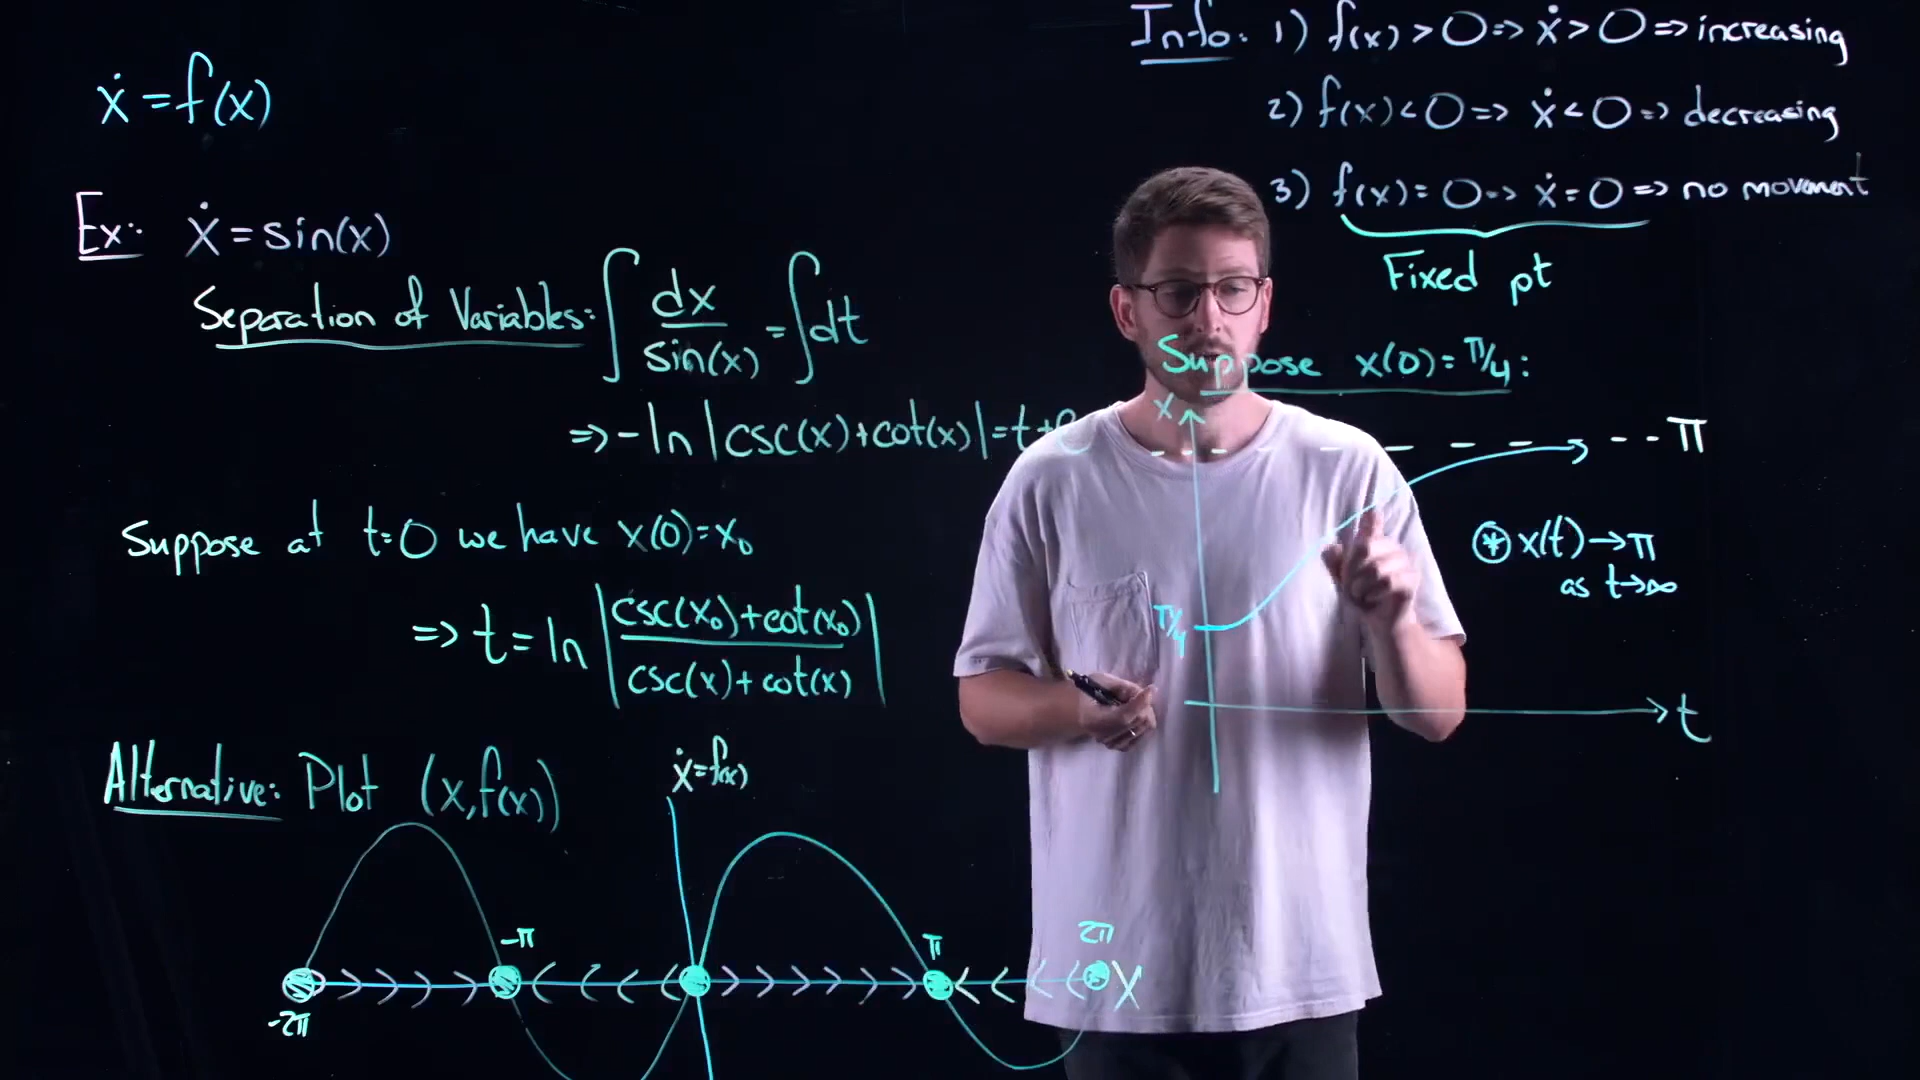 ẋ = f(x)
Ex: ẋ = sin(x)
Separation of Variables: ∫ dx/sin(x) = ∫ dt
=> -ln|csc(x)+cot(x)| = t + C
Suppose at t=0 we have x(0)=x₀
=> t = ln |csc(x₀)+cot(x₀) / csc(x)+cot(x)|
Alternative: Plot (x, f(x))
ẋ=f(x)
-2π -π π 2π X
Info: 1) f(x) > 0 => ẋ > 0 => increasing
2) f(x) < 0 => ẋ < 0 => decreasing
3) f(x) = 0 => ẋ = 0 => no movement
Fixed pt
Suppose x(0) = π/4:
x
π
π/4
t
⊛ x(t) → π
as t→∞